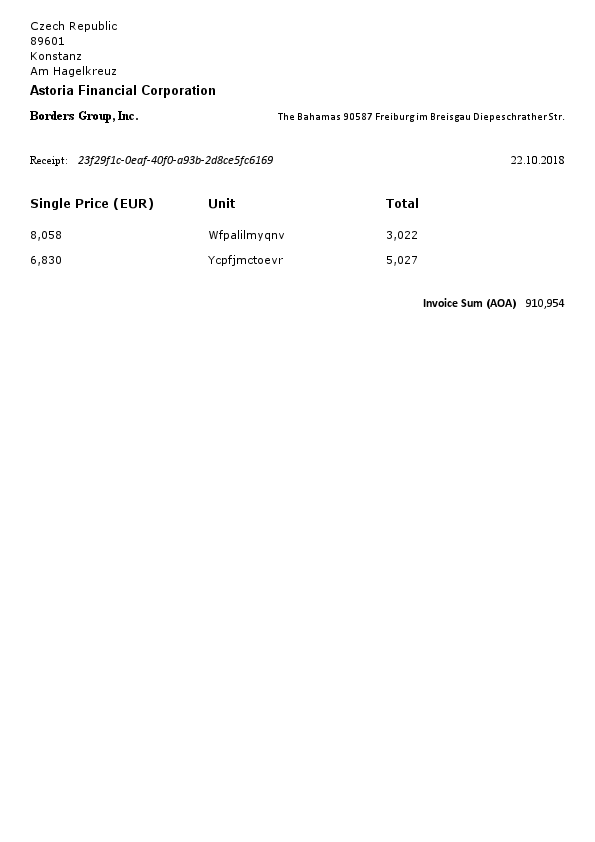 Czech Republic
89601
Konstanz
Am Hagelkreuz
Astoria Financial Corporation
Borders Group, Inc. The Bahamas 90587 Freiburg im Breisgau Diepeschrather Str.
Receipt: 23f29f1c-0eaf-40f0-a93b-2d8ce5fc6169 22.10.2018
Single Price (EUR) Unit Total
8,058 Wfpalilmyqnv 3,022
6,830 Ycpfjmctoevr 5,027
Invoice Sum (AOA) 910,954